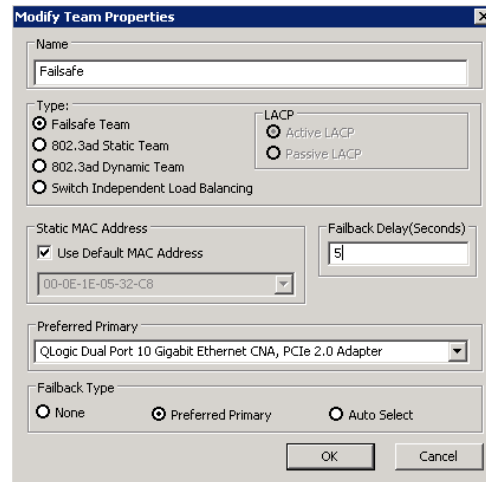 Modify Team Properties
Name
Failsafe
Type:
Failsafe Team
802.3ad Static Team
802.3ad Dynamic Team
Switch Independent Load Balancing
LACP
Active LACP
Passive LACP
Static MAC Address
Use Default MAC Address
00-0E-1E-05-32-C8
Failback Delay(Seconds)
5
Preferred Primary
QLogic Dual Port 10 Gigabit Ethernet CNA, PCIe 2.0 Adapter
Failback Type
None
Preferred Primary
Auto Select
OK
Cancel